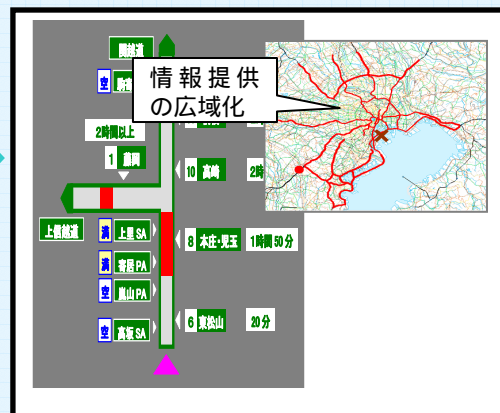 関越道
空
情報提供
の広域化
2時間以上
1 藤岡
10 高崎 2時
上信越道
満 上里SA
8 本庄・児玉 1時間50分
満 寄居PA
空 嵐山PA
6 東松山 20分
空 高坂SA